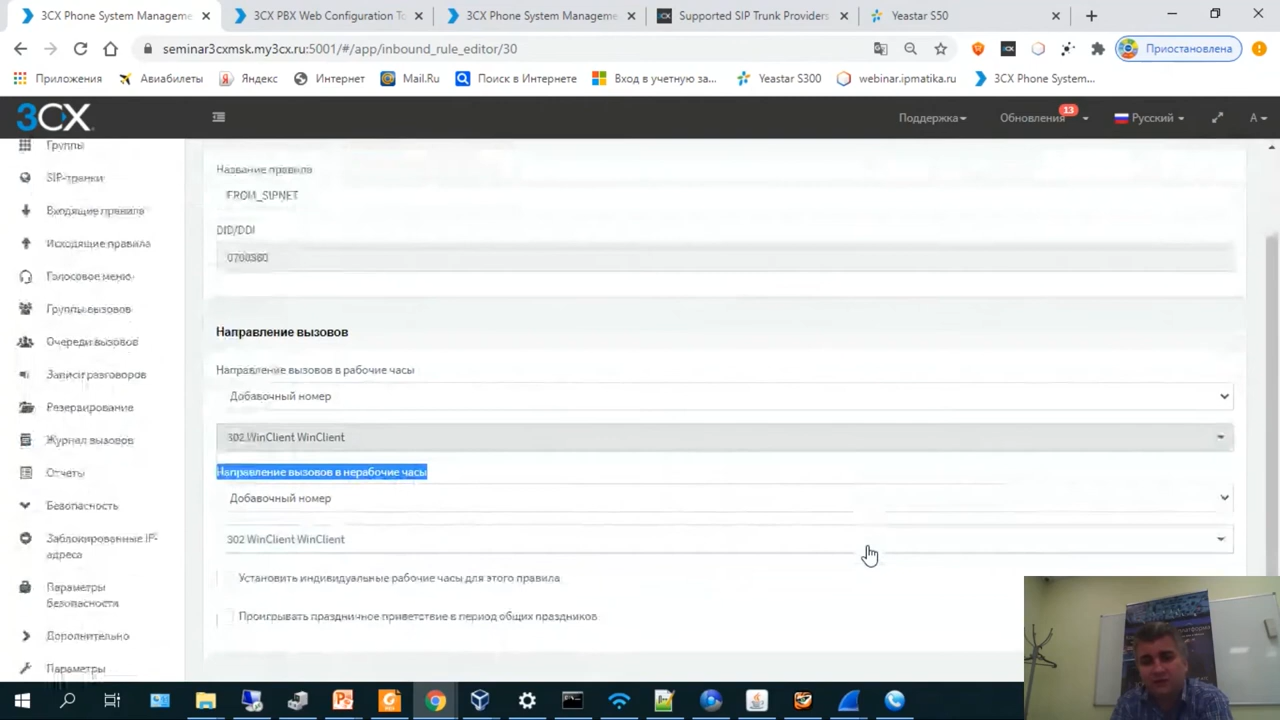 3CX Phone System Manageme
3CX PBX Web Configuration To
3CX Phone System Manageme
Supported SIP Trunk Providers
Yeastar S50
seminar3cxmsk.my3cx.ru:5001/#/app/inbound_rule_editor/30
Приостановлена
Приложения
Авиабилеты
Яндекс
Интернет
Mail.Ru
Поиск в Интернете
Вход в учетную за...
Yeastar S300
webinar.ipmatika.ru
3CX Phone System...
3CX
Поддержка
Обновления
13
Русский
A
Группы
SIP-транки
Входящие правила
Исходящие правила
Голосовое меню
Группы вызовов
Очереди вызовов
Записи разговоров
Резервирование
Журнал вызовов
Отчеты
Безопасность
Заблокированные IP-
адреса
Параметры
Безопасности
Дополнительно
Параметры
Название правила
FROM_SIPNET
DID/DDI
Направление вызовов
Направление вызовов в рабочие часы
Добавочный номер
302 WinClient WinClient
Направление вызовов в нерабочие часы
Добавочный номер
302 WinClient WinClient
Установить индивидуальные рабочие часы для этого правила
Проигрывать праздничное приветствие в период общих праздников